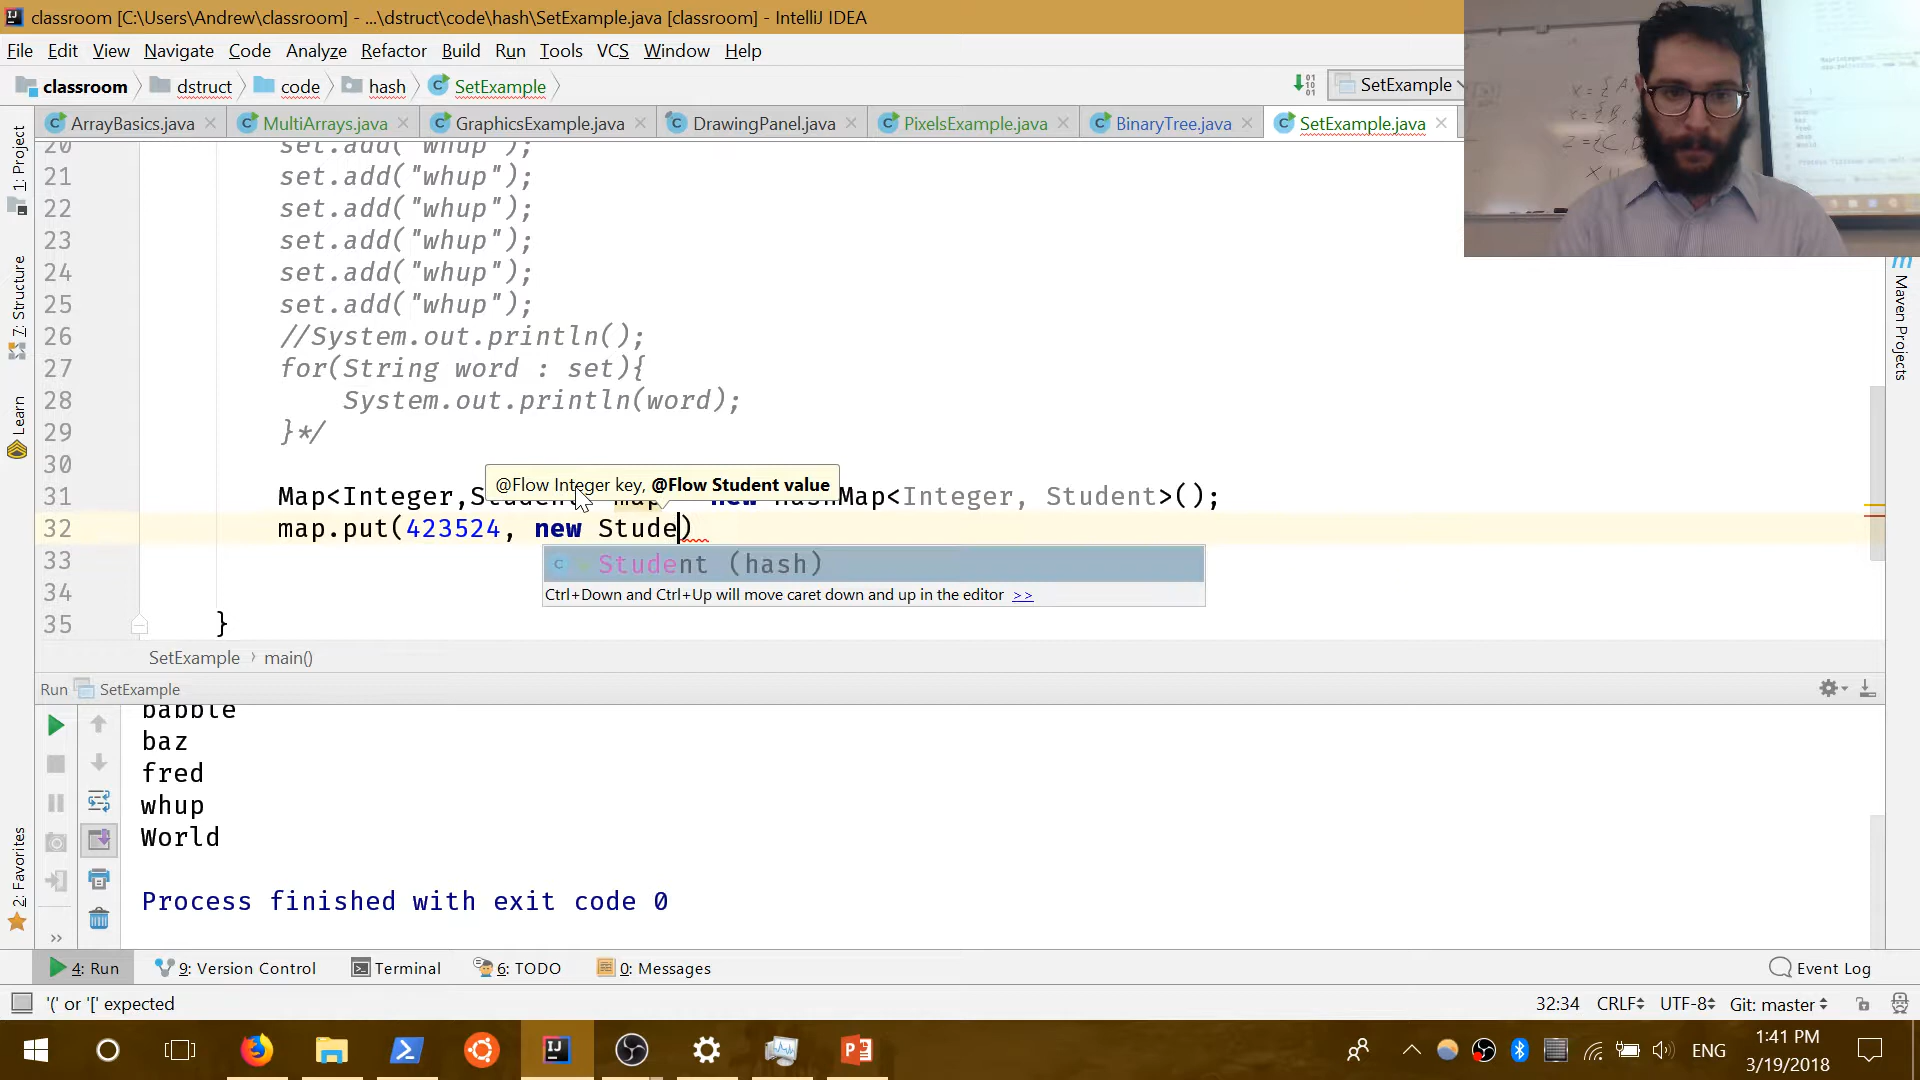 classroom [C:\Users\Andrew\classroom] - ...\dstruct\code\hash\SetExample.java [classroom] - IntelliJ IDEA
File Edit View Navigate Code Analyze Refactor Build Run Tools VCS Window Help
classroom dstruct code hash SetExample
SetExample
ArrayBasics.java MultiArrays.java GraphicsExample.java DrawingPanel.java PixelsExample.java BinaryTree.java SetExample.java
1: Project
7: Structure
Learn
2: Favorites
Maven Projects
20 set.add("whup");
21 set.add("whup");
22 set.add("whup");
23 set.add("whup");
24 set.add("whup");
25 set.add("whup");
26 //System.out.println();
27 for(String word : set){
28 System.out.println(word);
29 }*/
30
@Flow Integer key, @Flow Student value
31 Map<Integer,Student> map = new HashMap<Integer, Student>();
32 map.put(423524, new Stude)
33
Student (hash)
34
Ctrl+Down and Ctrl+Up will move caret down and up in the editor >>
35 }
SetExample main()
Run SetExample
babble
baz
fred
whup
World
Process finished with exit code 0
4: Run 9: Version Control Terminal 6: TODO 0: Messages Event Log
'(' or '[' expected 32:34 CRLF UTF-8 Git: master
ENG 1:41 PM
3/19/2018